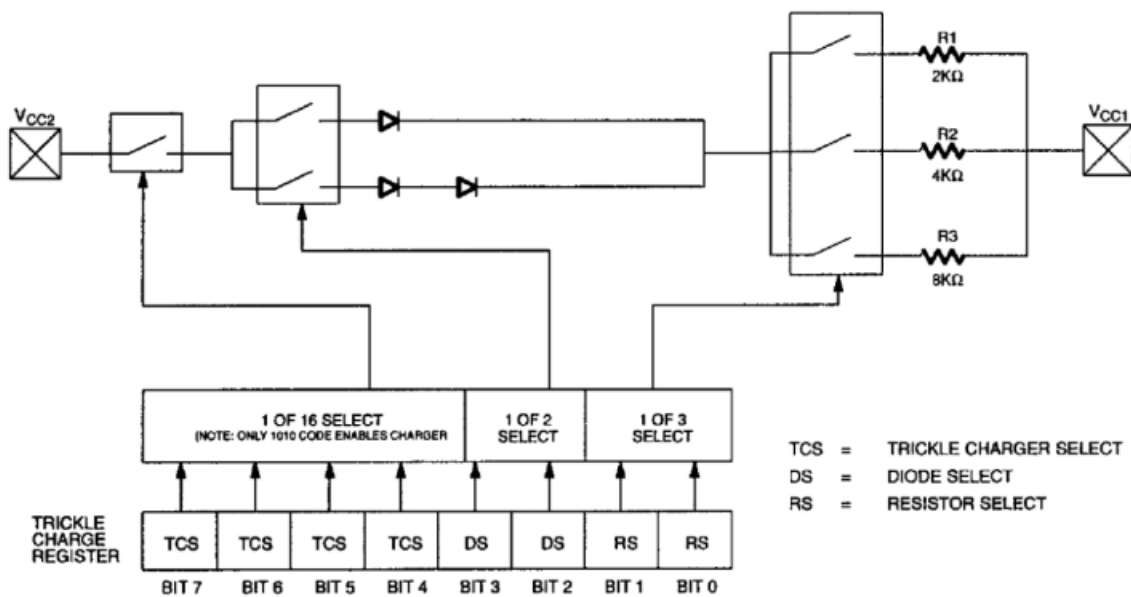 R1
2KΩ
VCC2
VCC1
R2
4KΩ
R3
8KΩ
1 OF 16 SELECT
(NOTE: ONLY 1010 CODE ENABLES CHARGER
1 OF 2
SELECT
1 OF 3
SELECT
TCS = TRICKLE CHARGER SELECT
DS = DIODE SELECT
RS = RESISTOR SELECT
TRICKLE
CHARGE
REGISTER
TCS TCS TCS TCS DS DS RS RS
BIT 7 BIT 6 BIT 5 BIT 4 BIT 3 BIT 2 BIT 1 BIT 0